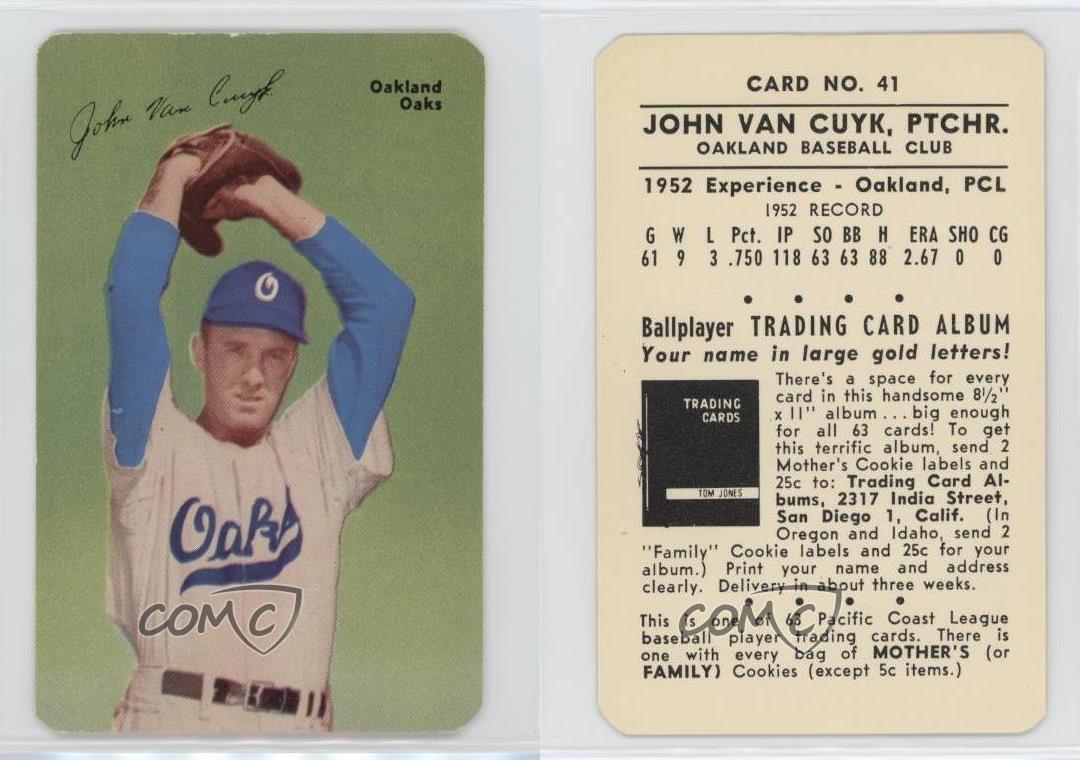 John Van Cuyk
Oakland
Oaks
O
Oaks
COMC
CARD NO. 41
JOHN VAN CUYK, PTCHR.
OAKLAND BASEBALL CLUB
1952 Experience - Oakland, PCL
1952 RECORD
G W L Pct. IP SO BB H ERA SHO CG
61 9 3 .750 118 63 63 88 2.67 0 0
Ballplayer TRADING CARD ALBUM
Your name in large gold letters!
TRADING
CARDS
TOM JONES
There's a space for every
card in this handsome 8½"
x 11" album ... big enough
for all 63 cards! To get
this terrific album, send 2
Mother's Cookie labels and
25c to: Trading Card Al-
bums, 2317 India Street,
San Diego 1, Calif. (In
Oregon and Idaho, send 2
"Family" Cookie labels and 25c for your
album.) Print your name and address
clearly. Delivery in about three weeks.
COMC
This is one of 63 Pacific Coast League
baseball player trading cards. There is
one with every bag of MOTHER'S (or
FAMILY) Cookies (except 5c items.)